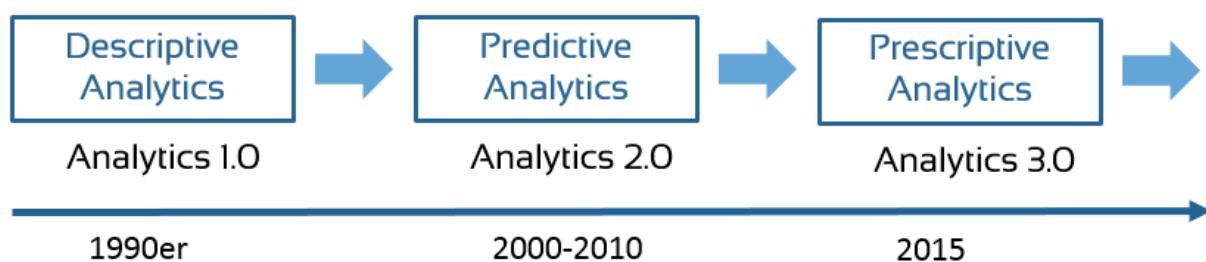 Descriptive
Analytics
Predictive
Analytics
Prescriptive
Analytics
Analytics 1.0
Analytics 2.0
Analytics 3.0
1990er
2000-2010
2015